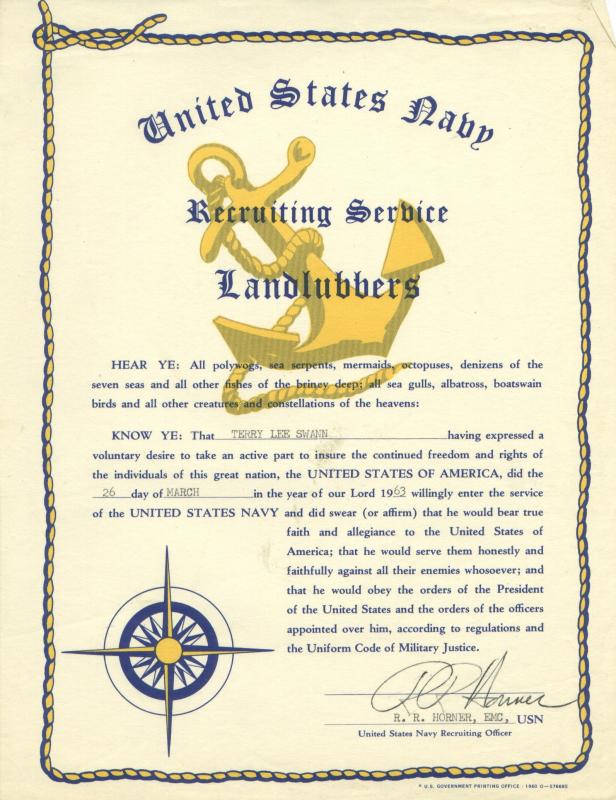 United States Navy
Recruiting Service
Landlubbers
HEAR YE: All polywogs, sea serpents, mermaids, octopuses, denizens of the
seven seas and all other fishes of the briney deep; all sea gulls, albatross, boatswain
birds and all other creatures and constellations of the heavens:
KNOW YE: That TERRY LEE SWANN having expressed a
voluntary desire to take an active part to insure the continued freedom and rights of
the individuals of this great nation, the UNITED STATES OF AMERICA, did the
26 day of MARCH in the year of our Lord 1963 willingly enter the service
of the UNITED STATES NAVY and did swear (or affirm) that he would bear true
faith and allegiance to the United States of
America; that he would serve them honestly and
faithfully against all their enemies whosoever; and
that he would obey the orders of the President
of the United States and the orders of the officers
appointed over him, according to regulations and
the Uniform Code of Military Justice.
R R Horner
R. R. HORNER, EMC, USN
United States Navy Recruiting Officer
* U.S. GOVERNMENT PRINTING OFFICE : 1960 O—576685